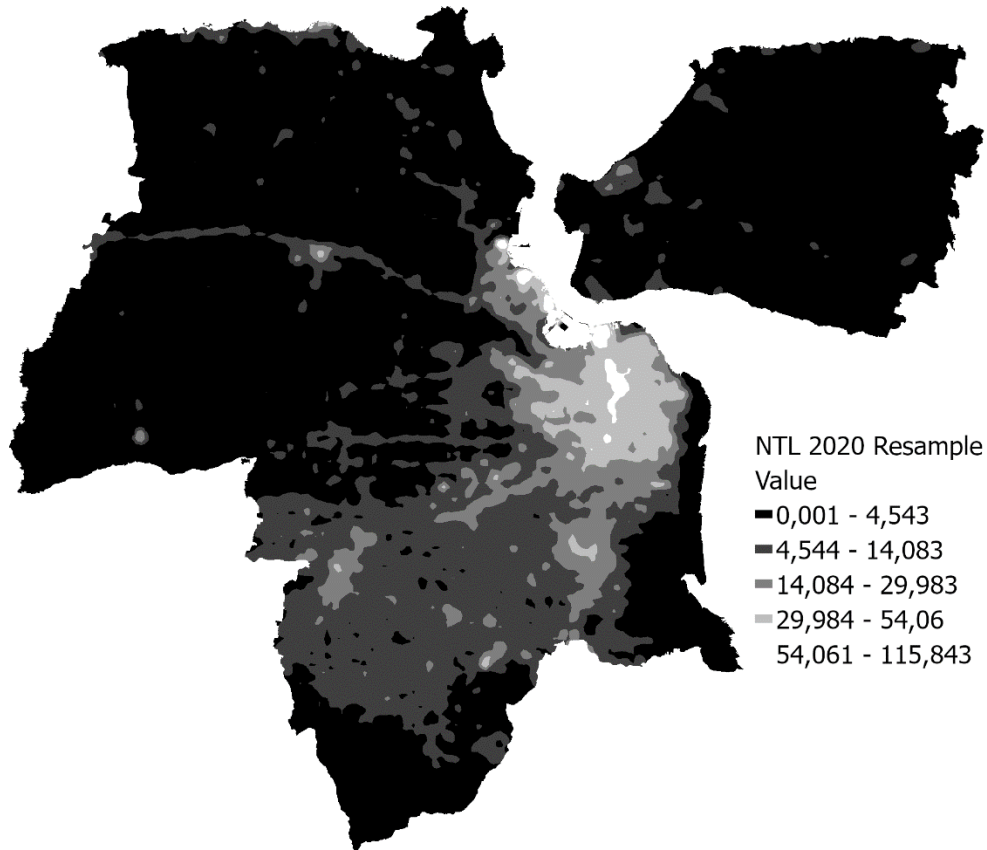 NTL 2020 Resample
Value
0,001 - 4,543
4,544 - 14,083
14,084 - 29,983
29,984 - 54,06
54,061 - 115,843